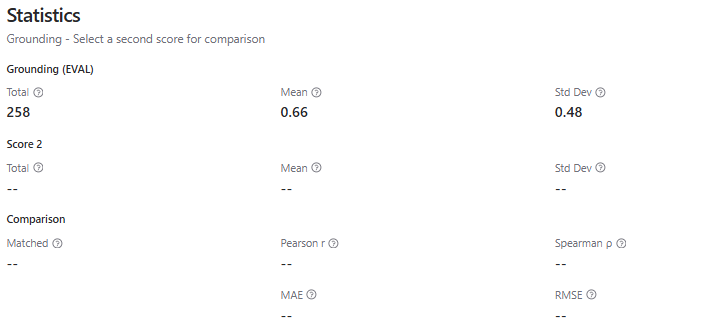 Statistics
Grounding - Select a second score for comparison
Grounding (EVAL)
Total Mean Std Dev
258 0.66 0.48
Score 2
Total Mean Std Dev
-- -- --
Comparison
Matched Pearson r Spearman ρ
-- -- --
MAE RMSE
-- --